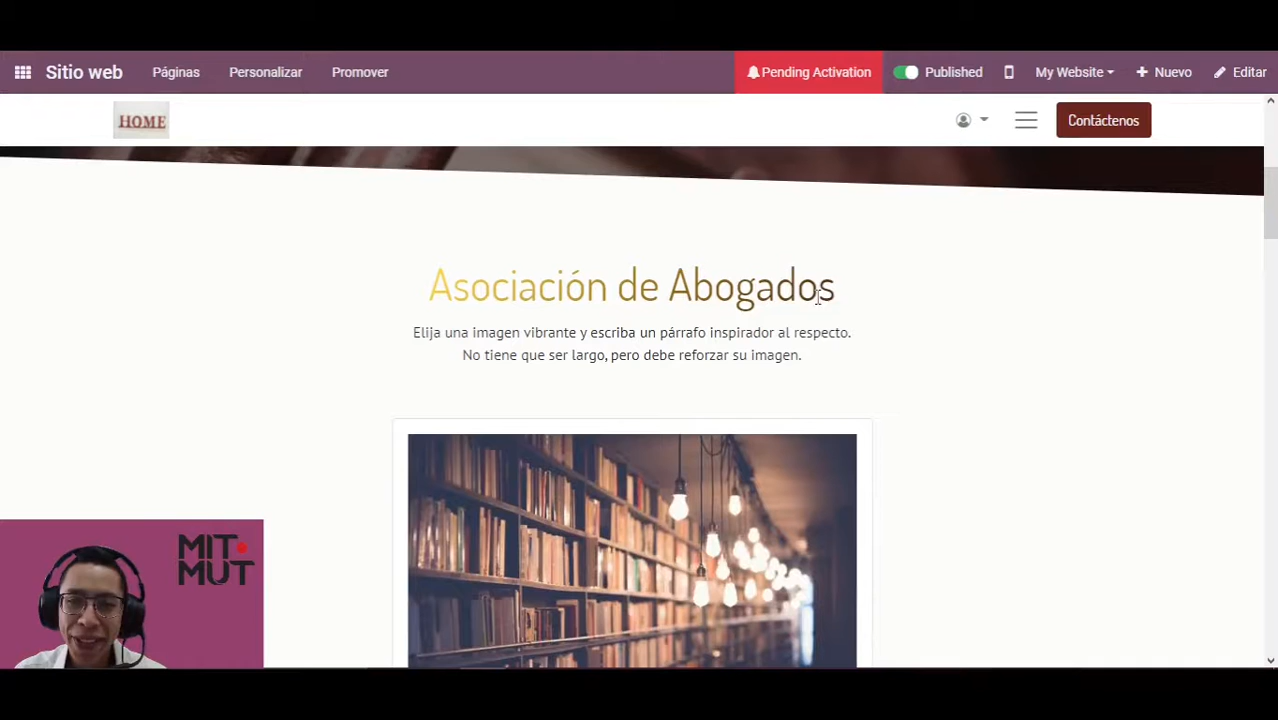 Sitio web Páginas Personalizar Promover Pending Activation Published My Website Nuevo Editar
HOME Contáctenos
Asociación de Abogados
Elija una imagen vibrante y escriba un párrafo inspirador al respecto.
No tiene que ser largo, pero debe reforzar su imagen.
MIT
MUT